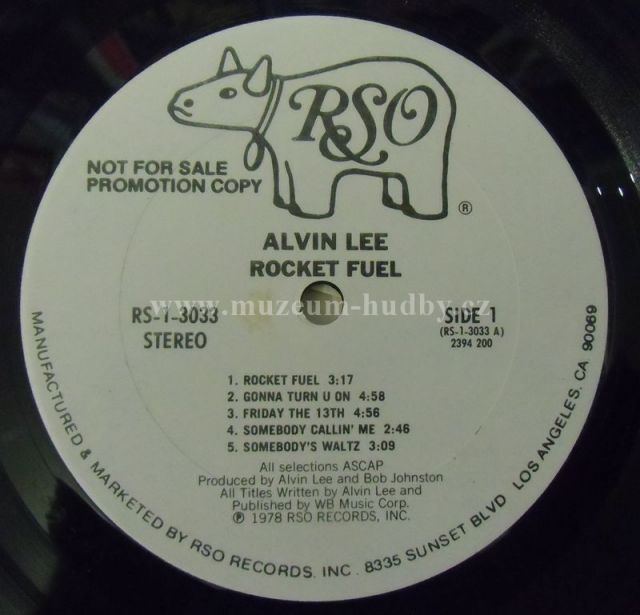 RSO
®
NOT FOR SALE
PROMOTION COPY
ALVIN LEE
ROCKET FUEL
www.muzeum-hudby.cz
RS-1-3033
STEREO
SIDE 1
(RS-1-3033 A)
2394 200
1. ROCKET FUEL 3:17
2. GONNA TURN U ON 4:58
3. FRIDAY THE 13TH 4:56
4. SOMEBODY CALLIN' ME 2:46
5. SOMEBODY'S WALTZ 3:09
All selections ASCAP
Produced by Alvin Lee and Bob Johnston
All Titles Written by Alvin Lee and
Published by WB Music Corp.
℗ 1978 RSO RECORDS, INC.
MANUFACTURED & MARKETED BY RSO RECORDS, INC. 8335 SUNSET BLVD LOS ANGELES, CA. 90069